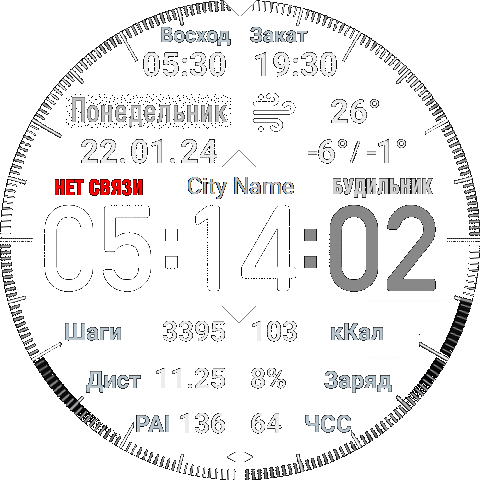 Восход Закат
05:30 19:30
Понедельник 26°
22.01.24 -6°/-1°
НЕТ СВЯЗИ City Name БУДИЛЬНИК
05:14:02
Шаги 3395 103 кКал
Дист 11.25 8% Заряд
PAI 136 64 ЧСС